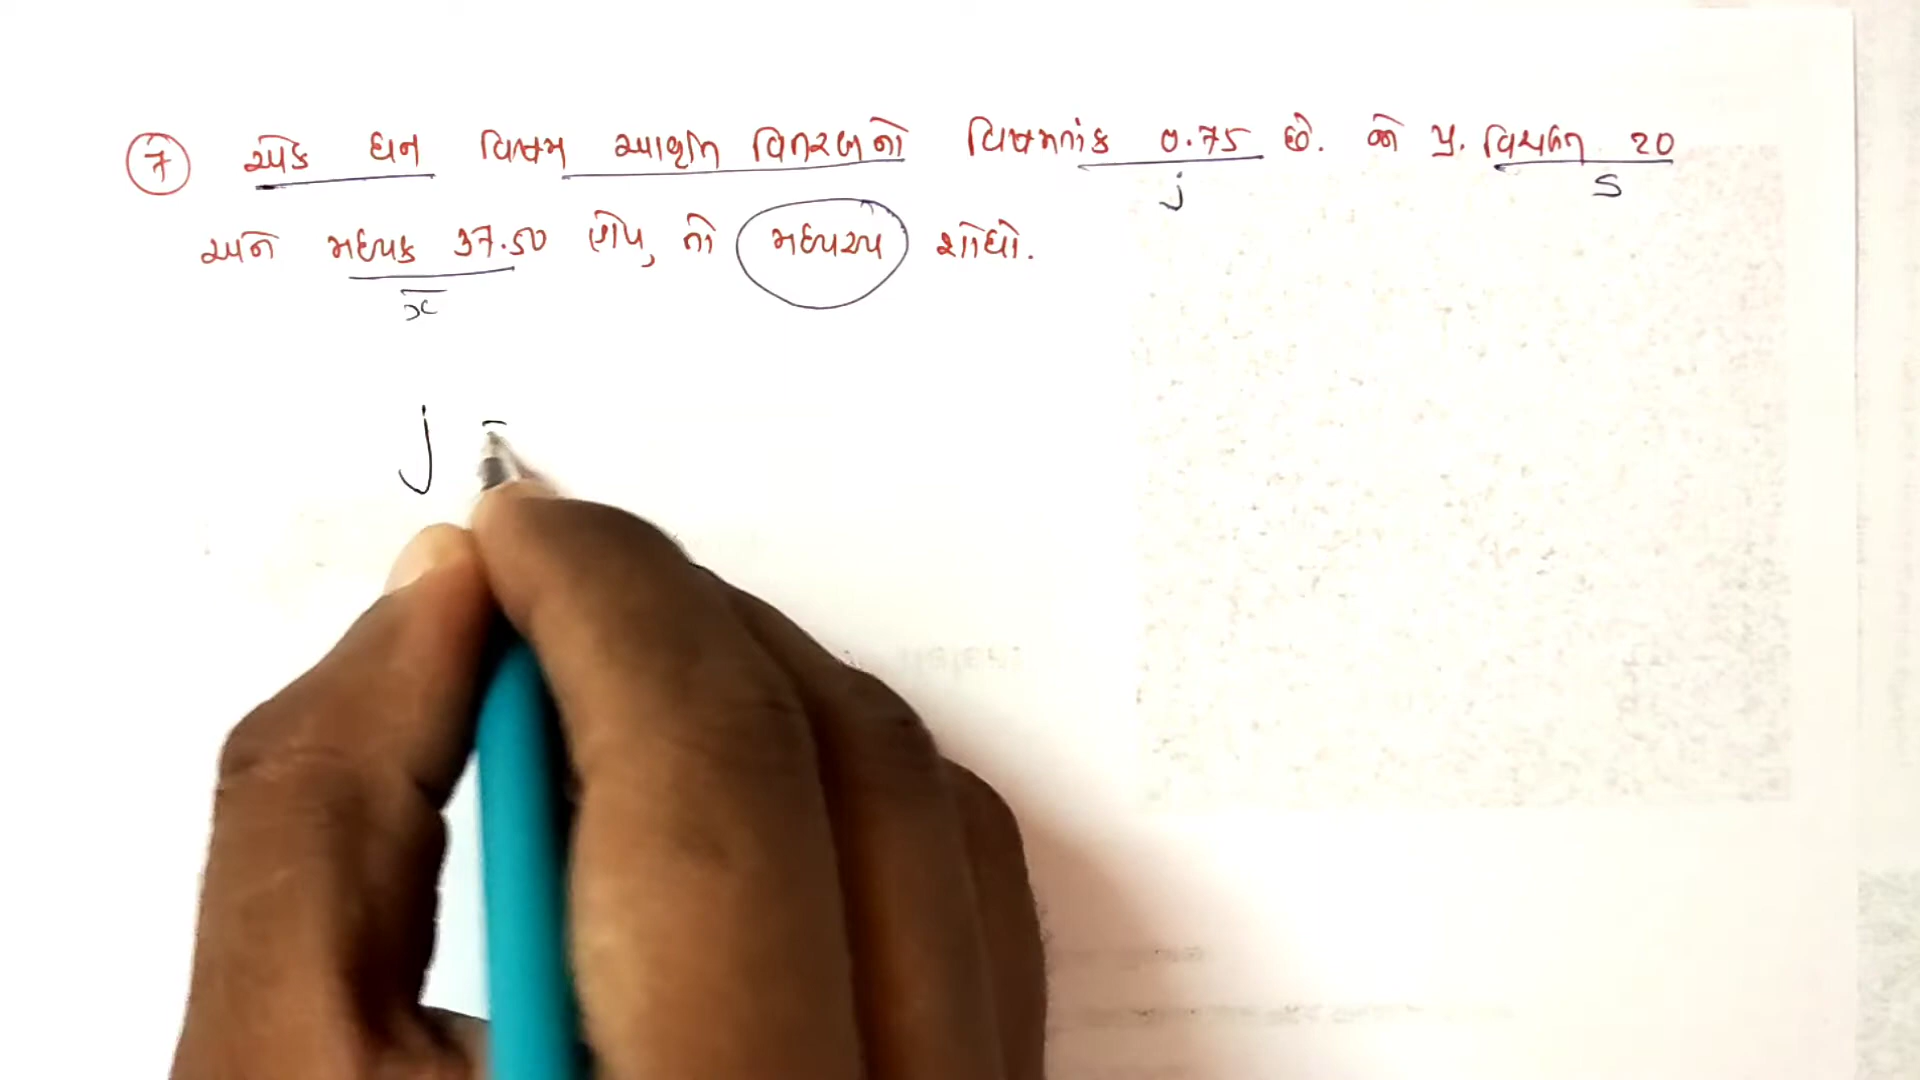 7 એક ધન વિષમ આવૃત્તિ વિતરણનો વિષમતાંક 0.75 છે. જો પ્ર. વિચલન 20
j S
અને મધ્યક 37.50 હોય, તો મધ્યસ્થ શોધો.
x̄
j =